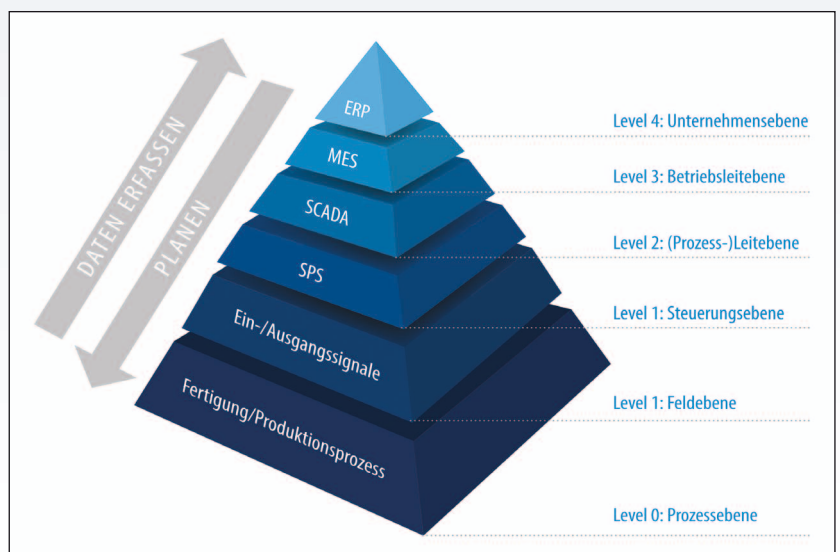 DATEN ERFASSEN
PLANEN
ERP
Level 4: Unternehmensebene
MES
Level 3: Betriebsleitebene
SCADA
Level 2: (Prozess-)Leitebene
SPS
Level 1: Steuerungsebene
Ein-/Ausgangssignale
Level 1: Feldebene
Fertigung/Produktionsprozess
Level 0: Prozessebene